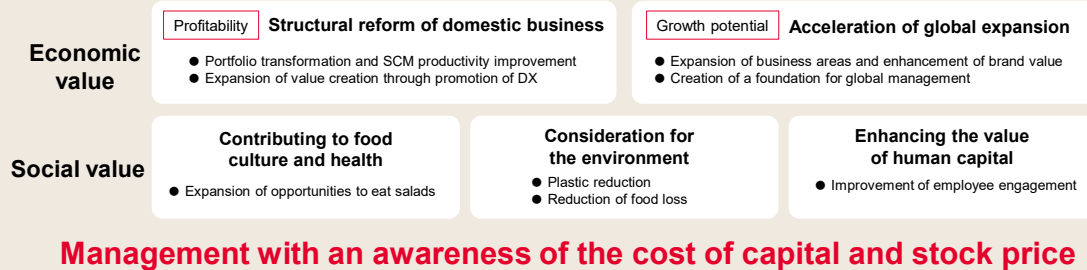 Economic
value
Profitability Structural reform of domestic business
● Portfolio transformation and SCM productivity improvement
● Expansion of value creation through promotion of DX
Growth potential Acceleration of global expansion
● Expansion of business areas and enhancement of brand value
● Creation of a foundation for global management
Social value
Contributing to food
culture and health
● Expansion of opportunities to eat salads
Consideration for
the environment
● Plastic reduction
● Reduction of food loss
Enhancing the value
of human capital
● Improvement of employee engagement
Management with an awareness of the cost of capital and stock price